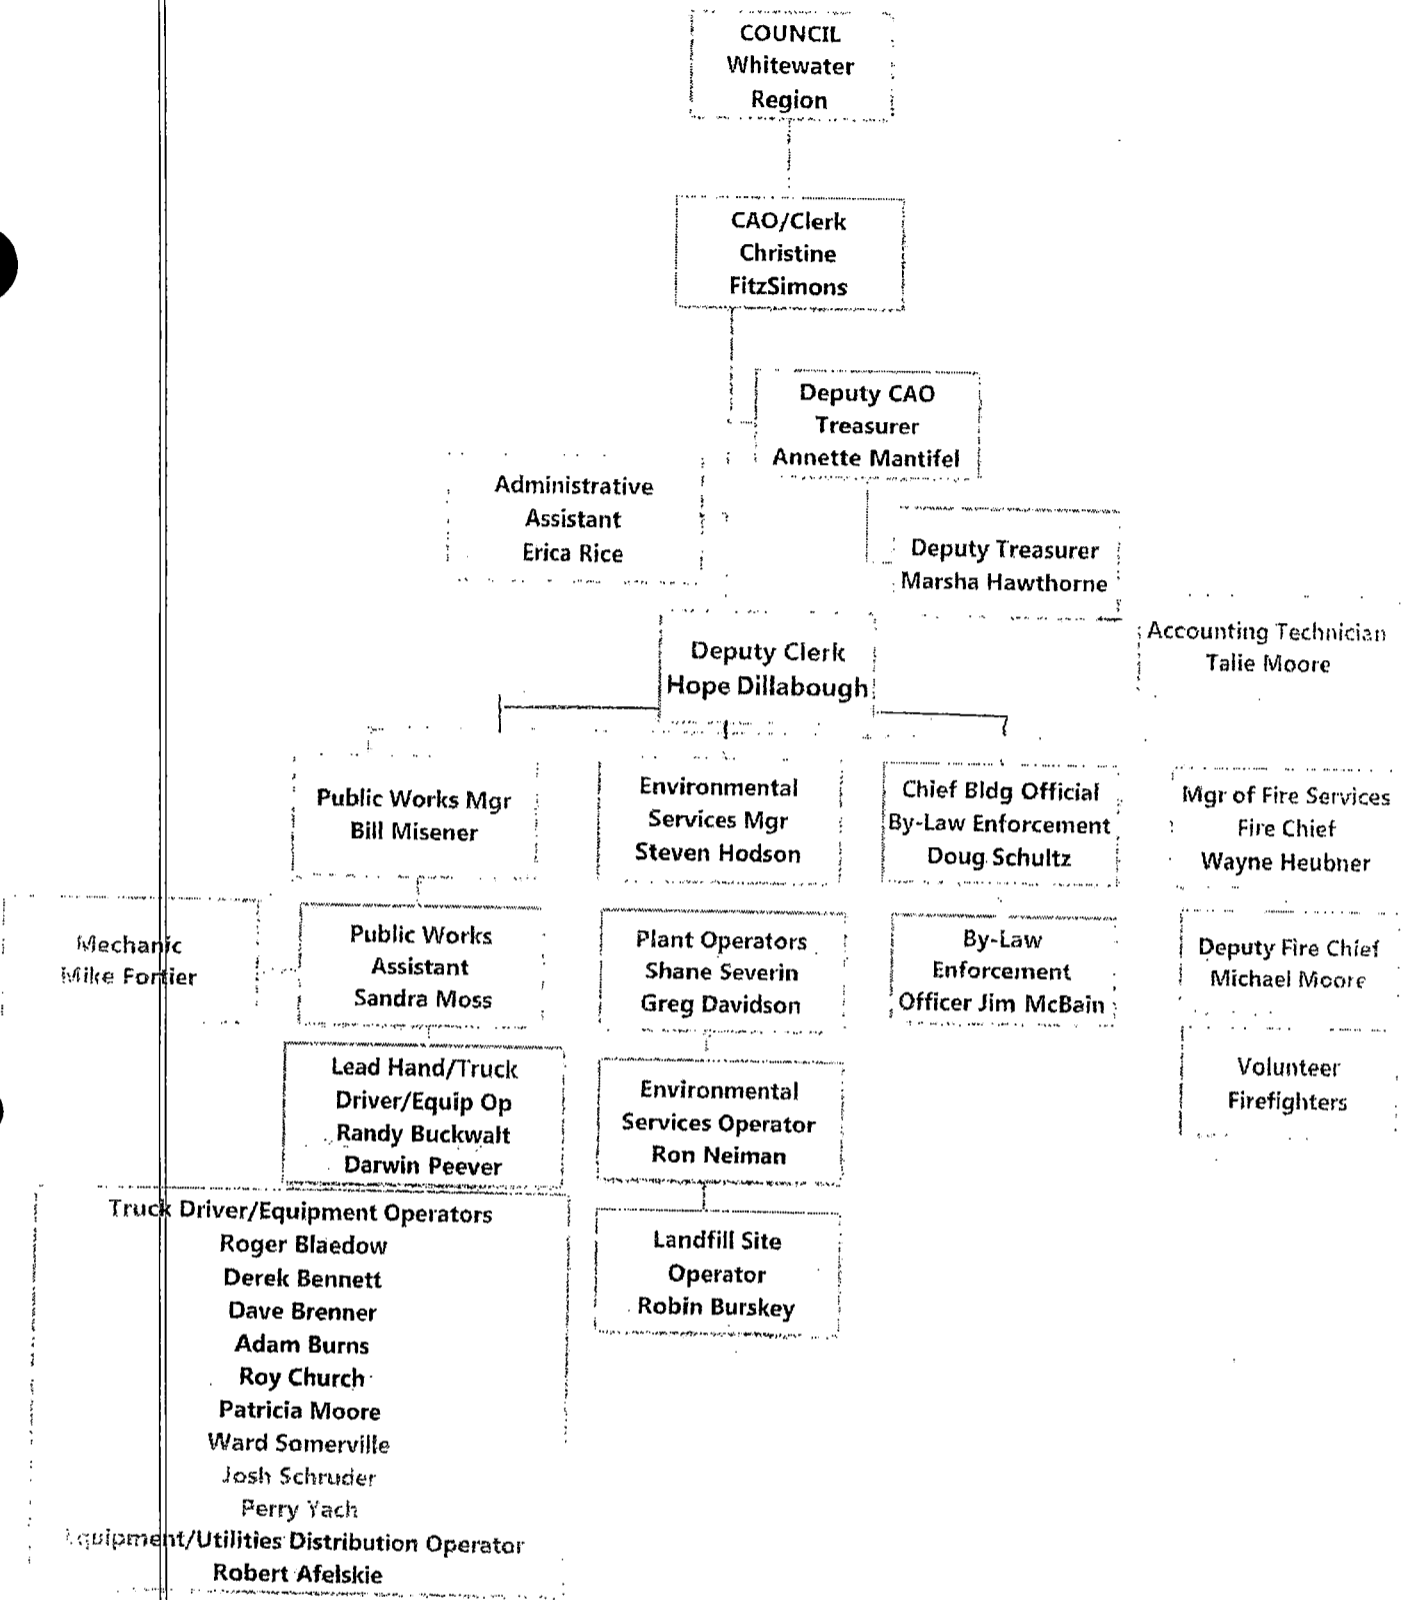 COUNCIL
Whitewater
Region
CAO/Clerk
Christine
FitzSimons
Deputy CAO
Treasurer
Annette Mantifel
Administrative
Assistant
Erica Rice
Deputy Treasurer
Marsha Hawthorne
Accounting Technician
Talie Moore
Deputy Clerk
Hope Dillabough
Public Works Mgr
Bill Misener
Environmental
Services Mgr
Steven Hodson
Chief Bldg Official
By-Law Enforcement
Doug Schultz
Mgr of Fire Services
Fire Chief
Wayne Heubner
Mechanic
Mike Fortier
Public Works
Assistant
Sandra Moss
Plant Operators
Shane Severin
Greg Davidson
By-Law
Enforcement
Officer Jim McBain
Deputy Fire Chief
Michael Moore
Lead Hand/Truck
Driver/Equip Op
Randy Buckwalt
Darwin Peever
Environmental
Services Operator
Ron Neiman
Volunteer
Firefighters
Truck Driver/Equipment Operators
Roger Blaedow
Derek Bennett
Dave Brenner
Adam Burns
Roy Church
Patricia Moore
Ward Somerville
Josh Schruder
Perry Yach
Equipment/Utilities Distribution Operator
Robert Afelskie
Landfill Site
Operator
Robin Burskey